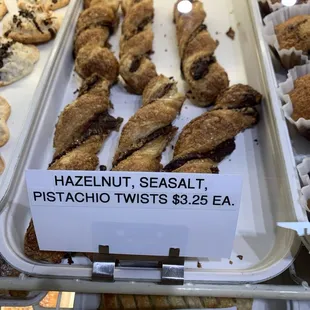 HAZELNUT, SEASALT,
PISTACHIO TWISTS $3.25 EA.